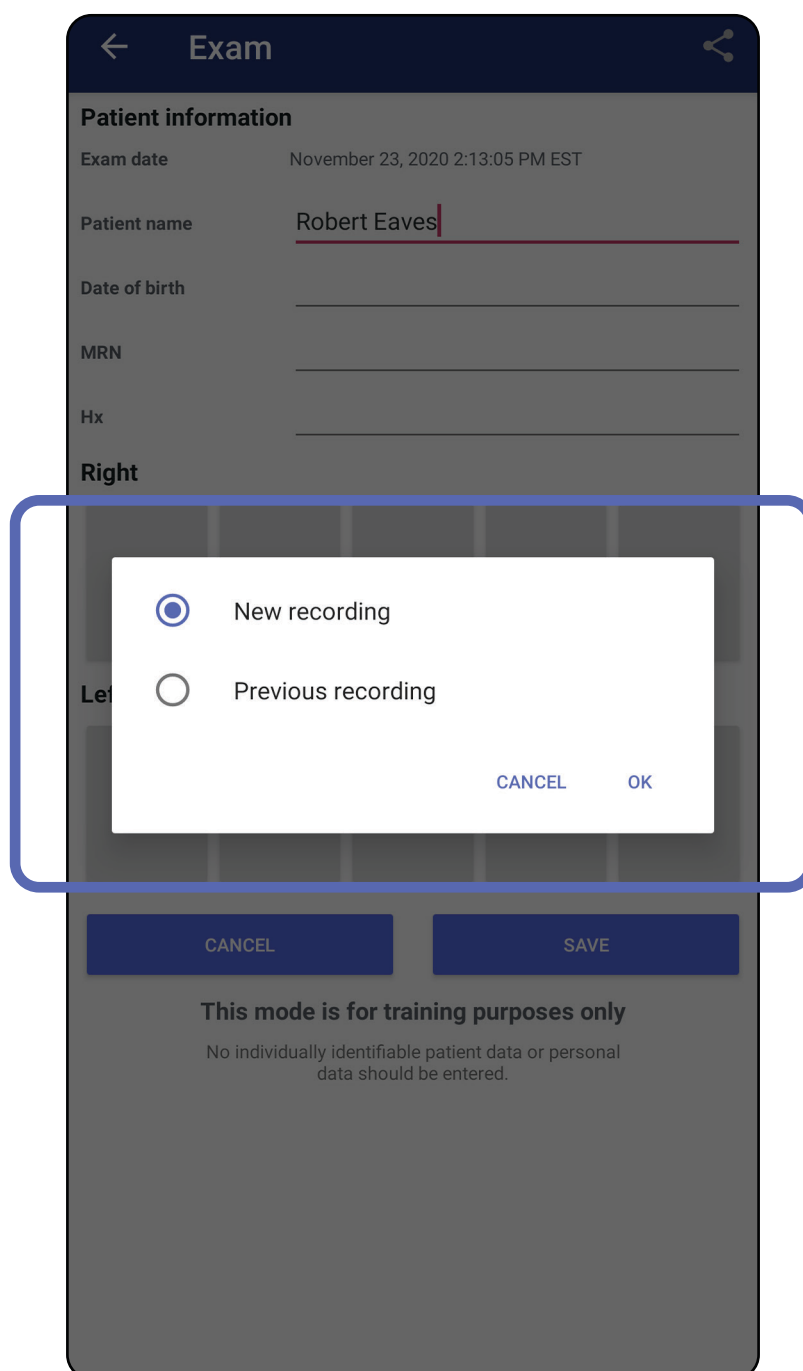 Exam
Patient information
Exam date November 23, 2020 2:13:05 PM EST
Patient name Robert Eaves
Date of birth
MRN
Hx
Right
New recording
Lef
Previous recording
CANCEL OK
CANCEL SAVE
This mode is for training purposes only
No individually identifiable patient data or personal
data should be entered.